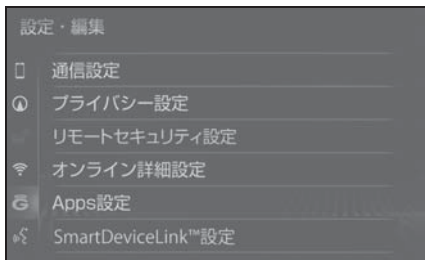 設定・編集
通信設定
プライバシー設定
リモートセキュリティ設定
オンライン詳細設定
Apps設定
SmartDeviceLink™設定